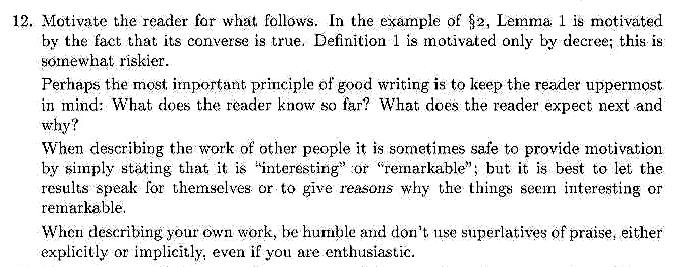 12. Motivate the reader for what follows. In the example of §2, Lemma 1 is motivated
by the fact that its converse is true. Definition 1 is motivated only by decree; this is
somewhat riskier.
Perhaps the most important principle of good writing is to keep the reader uppermost
in mind: What does the reader know so far? What does the reader expect next and
why?
When describing the work of other people it is sometimes safe to provide motivation
by simply stating that it is “interesting” or “remarkable”; but it is best to let the
results speak for themselves or to give reasons why the things seem interesting or
remarkable.
When describing your own work, be humble and don’t use superlatives of praise, either
explicitly or implicitly, even if you are enthusiastic.